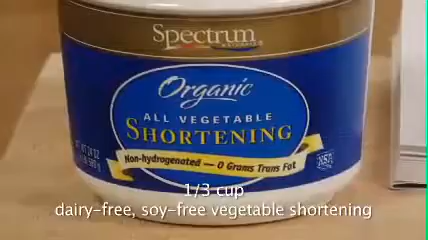 Spectrum
Organic
ALL VEGETABLE
SHORTENING
Non-hydrogenated — 0 Grams Trans Fat
1/3 cup
dairy-free, soy-free vegetable shortening